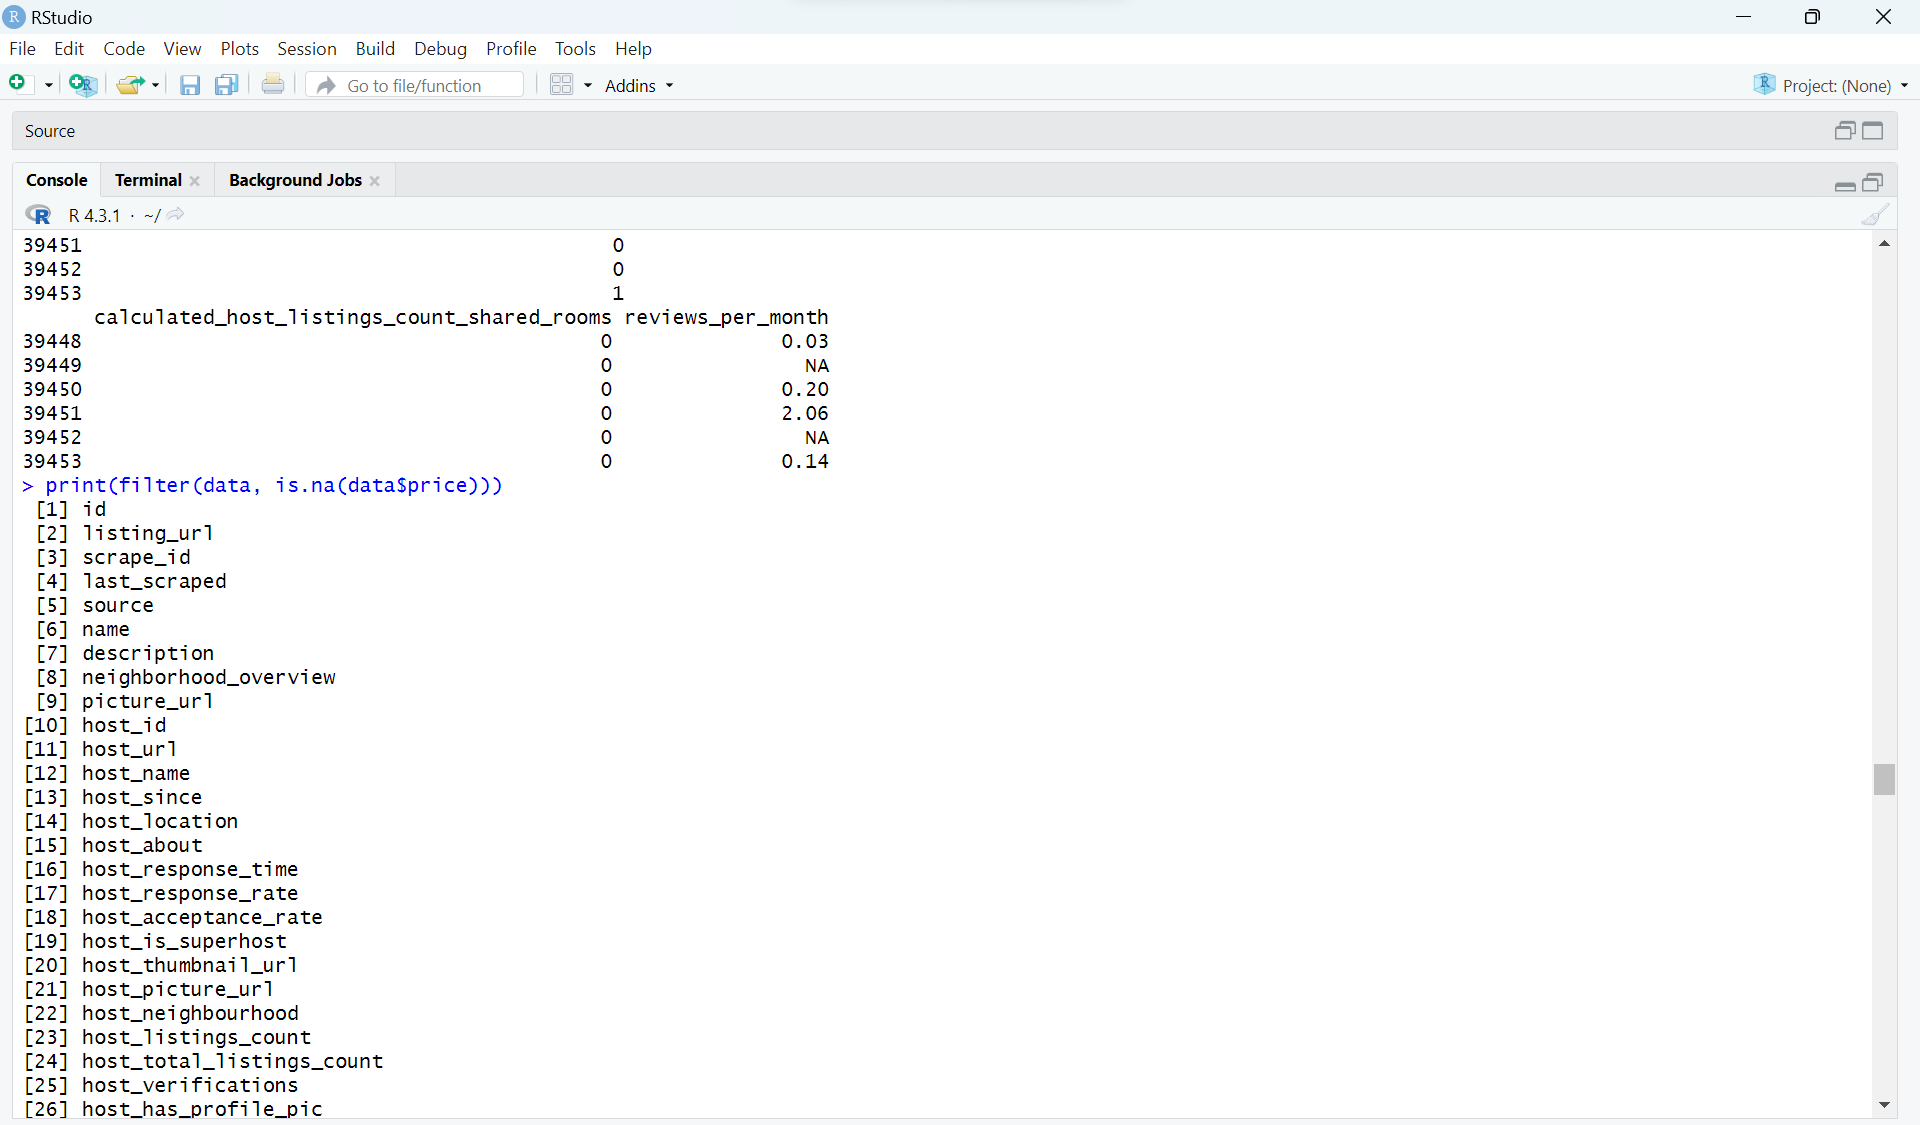 RStudio
File Edit Code View Plots Session Build Debug Profile Tools Help
Go to file/function Addins Project: (None)
Source
Console Terminal Background Jobs
R 4.3.1 · ~/
39451 0
39452 0
39453 1
calculated_host_listings_count_shared_rooms reviews_per_month
39448 0 0.03
39449 0 NA
39450 0 0.20
39451 0 2.06
39452 0 NA
39453 0 0.14
> print(filter(data, is.na(data$price)))
[1] id
[2] listing_url
[3] scrape_id
[4] last_scraped
[5] source
[6] name
[7] description
[8] neighborhood_overview
[9] picture_url
[10] host_id
[11] host_url
[12] host_name
[13] host_since
[14] host_location
[15] host_about
[16] host_response_time
[17] host_response_rate
[18] host_acceptance_rate
[19] host_is_superhost
[20] host_thumbnail_url
[21] host_picture_url
[22] host_neighbourhood
[23] host_listings_count
[24] host_total_listings_count
[25] host_verifications
[26] host_has_profile_pic